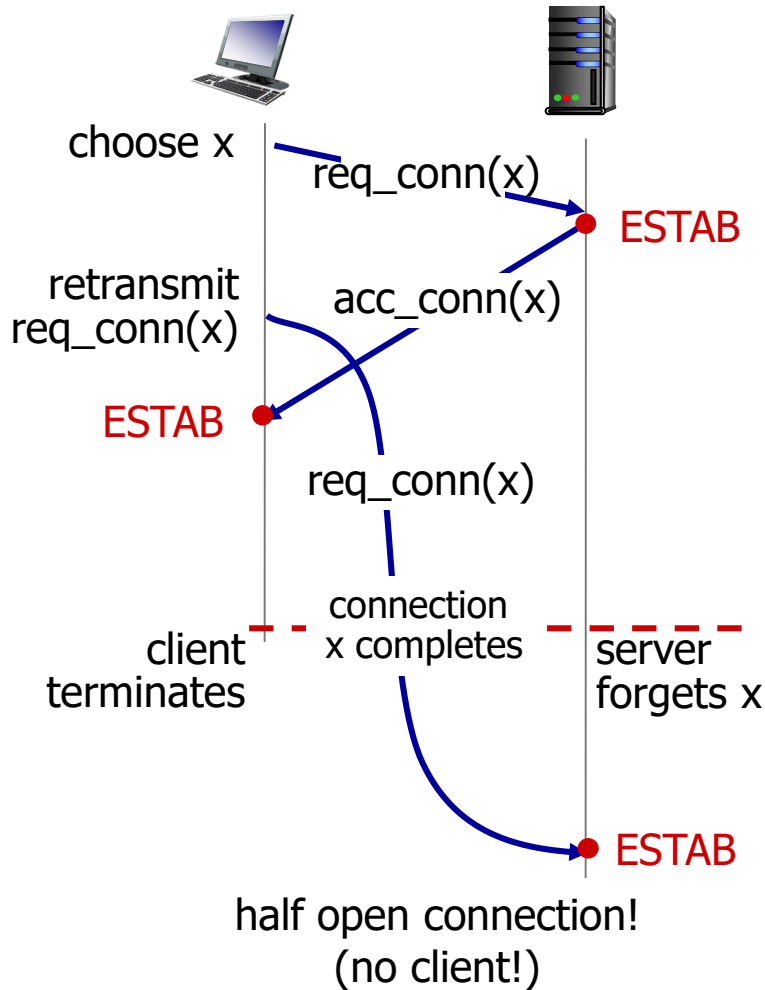 choose x
req_conn(x)
ESTAB
retransmit
req_conn(x)
acc_conn(x)
ESTAB
req_conn(x)
connection
x completes
client
terminates
server
forgets x
ESTAB
half open connection!
(no client!)